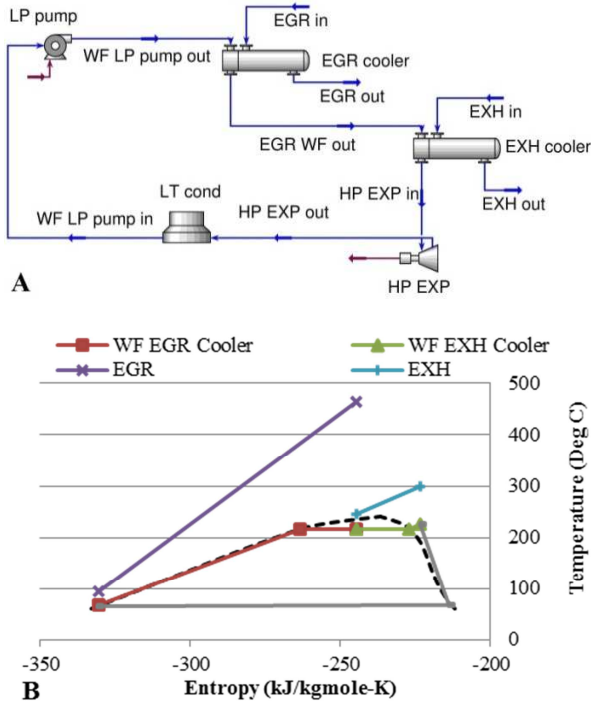 LP pump
EGR in
WF LP pump out
EGR cooler
EGR out
EXH in
EGR WF out
EXH cooler
LT cond
HP EXP in
WF LP pump in
HP EXP out
EXH out
A
HP EXP
WF EGR Cooler
WF EXH Cooler
EGR
EXH
500
400
300
200
100
0
Temperature (Deg C)
-350
-300
-250
-200
B
Entropy (kJ/kgmole-K)